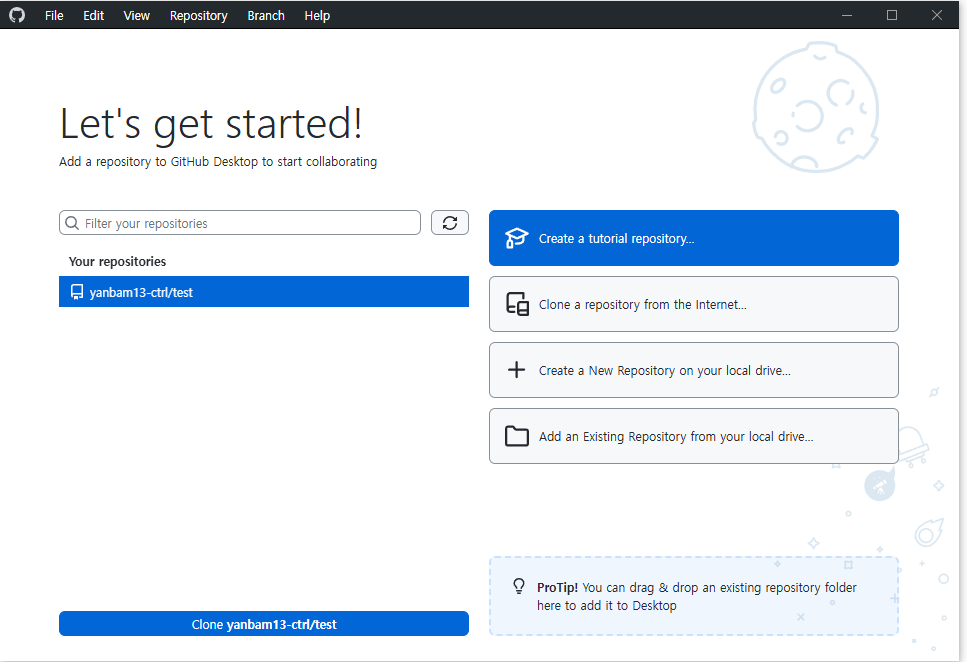 File Edit View Repository Branch Help
Let's get started!
Add a repository to GitHub Desktop to start collaborating
Filter your repositories
Your repositories
yanbam13-ctrl/test
Clone yanbam13-ctrl/test
Create a tutorial repository...
Clone a repository from the Internet...
Create a New Repository on your local drive...
Add an Existing Repository from your local drive...
ProTip! You can drag & drop an existing repository folder
here to add it to Desktop